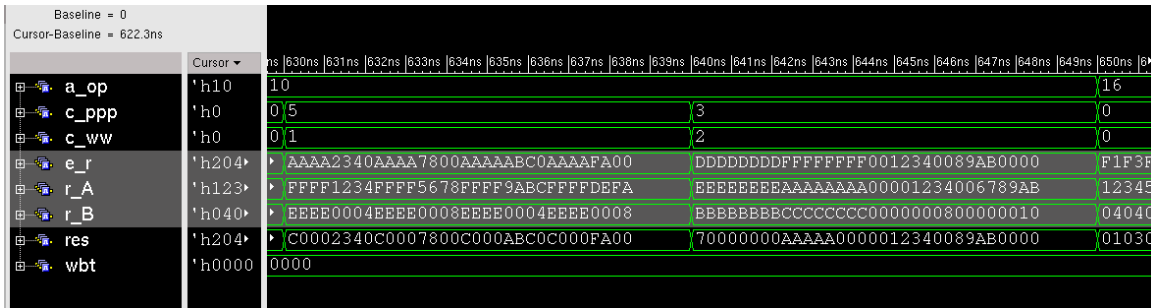 Baseline = 0
Cursor-Baseline = 622.3ns
Cursor
ns |630ns |631ns |632ns |633ns |634ns |635ns |636ns |637ns |638ns |639ns |640ns |641ns |642ns |643ns |644ns |645ns |646ns |647ns |648ns |649ns |650ns |6
a_op 'h10 10 16
c_ppp 'h0 0 5 3 0
c_ww 'h0 0 1 2 0
e_r 'h204 AAAA2340AAAA7800AAAAABC0AAAAFA00 DDDDDDDDFFFFFFFF0012340089AB0000 F1F3F
r_A 'h123 FFFF1234FFFF5678FFFF9ABCFFFFDEFA EEEEEEEEAAAAAAAA00001234006789AB 12345
r_B 'h040 EEEE0004EEEE0008EEEE0004EEEE0008 BBBBBBBBCCCCCCCC0000000800000010 04040
res 'h204 C0002340C0007800C000ABC0C000FA00 70000000AAAAA0000012340089AB0000 01030
wbt 'h0000 0000